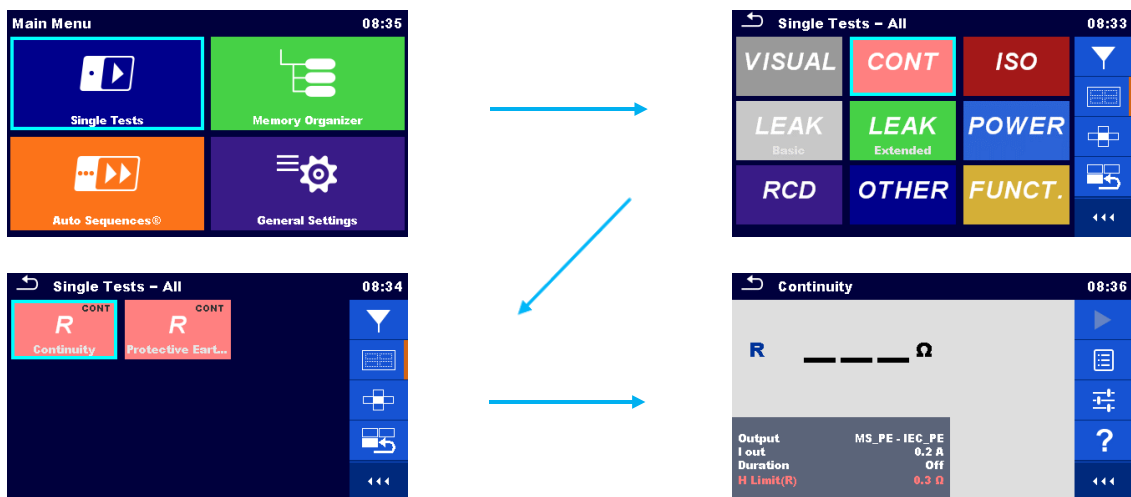 Main Menu 08:35
Single Tests
Memory Organizer
Auto Sequences®
General Settings
Single Tests – All 08:33
VISUAL CONT ISO
LEAK LEAK POWER
Basic Extended
RCD OTHER FUNCT.
Single Tests – All 08:34
CONT CONT
R R
Continuity Protective Eart...
Continuity 08:36
R ___ Ω
?
Output MS_PE - IEC_PE
I out 0.2 A
Duration Off
H Limit(R) 0.3 Ω